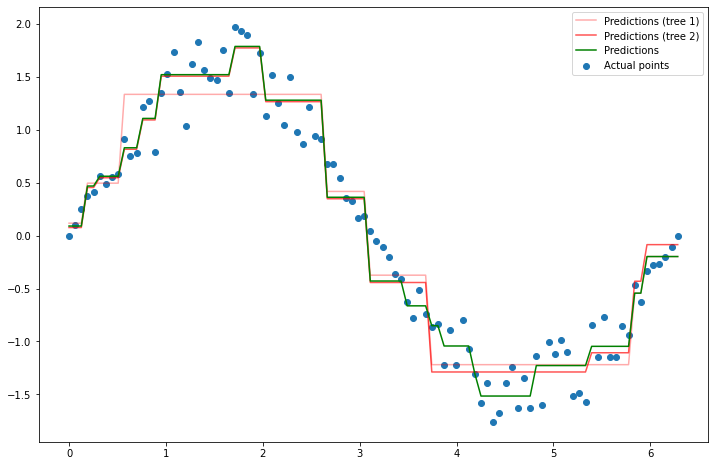 Predictions (tree 1)
Predictions (tree 2)
Predictions
Actual points
2.0
1.5
1.0
0.5
0.0
−0.5
−1.0
−1.5
0 1 2 3 4 5 6